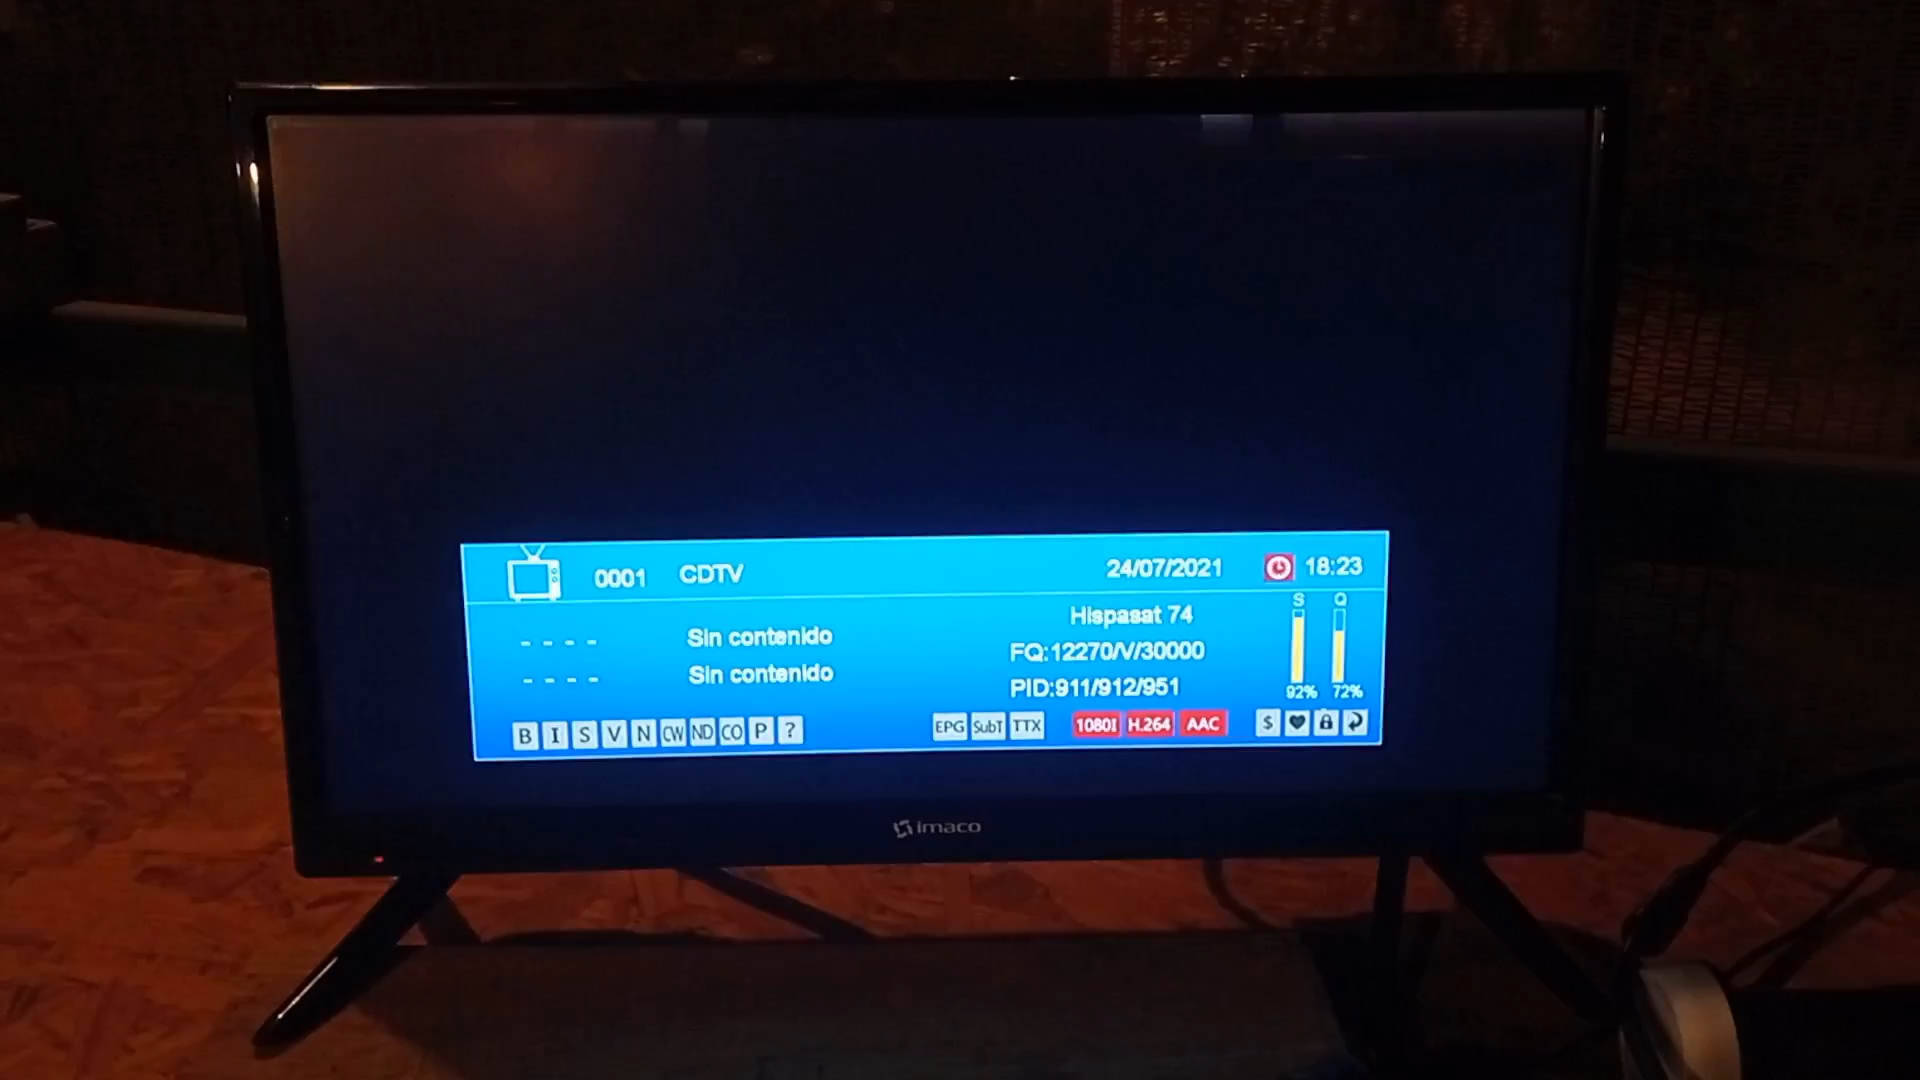 0001 CDTV 24/07/2021 18:23
S Q
Hispasat 74
- - - - Sin contenido
FQ:12270/V/30000
- - - - Sin contenido
PID:911/912/951
92% 72%
B I S V N CW ND CO P ? EPG SubT TTX 1080I H.264 AAC $
imaco